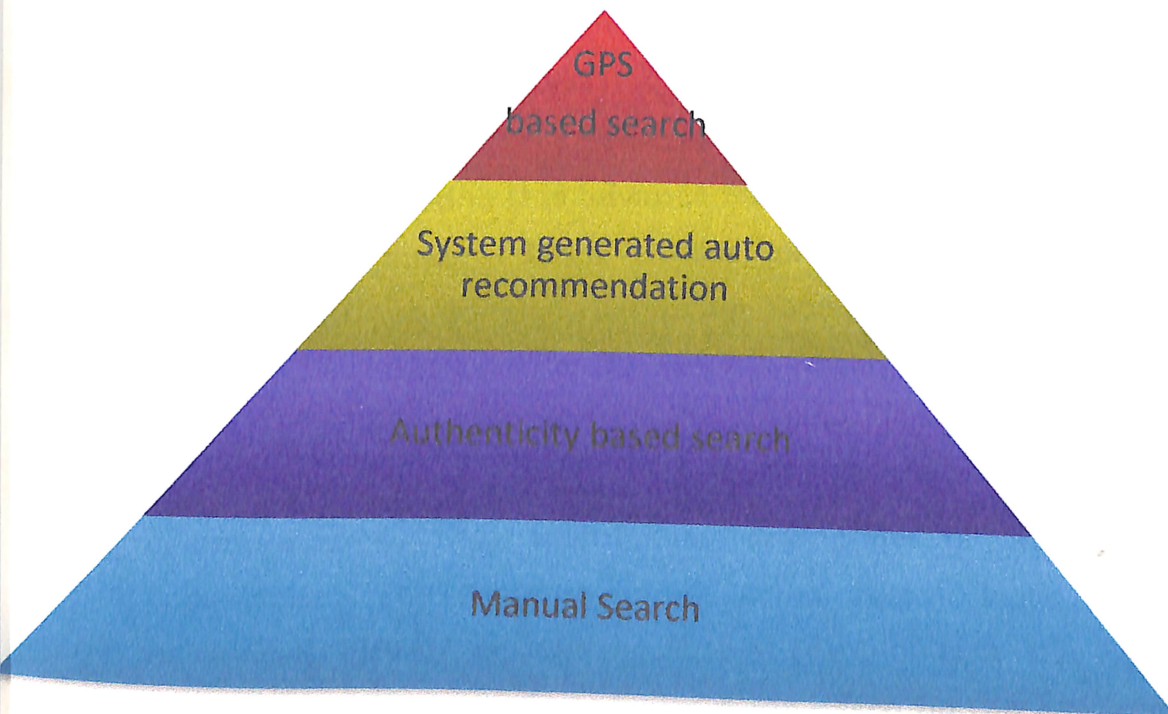 GPS
based search
System generated auto
recommendation
Authenticity based search
Manual Search